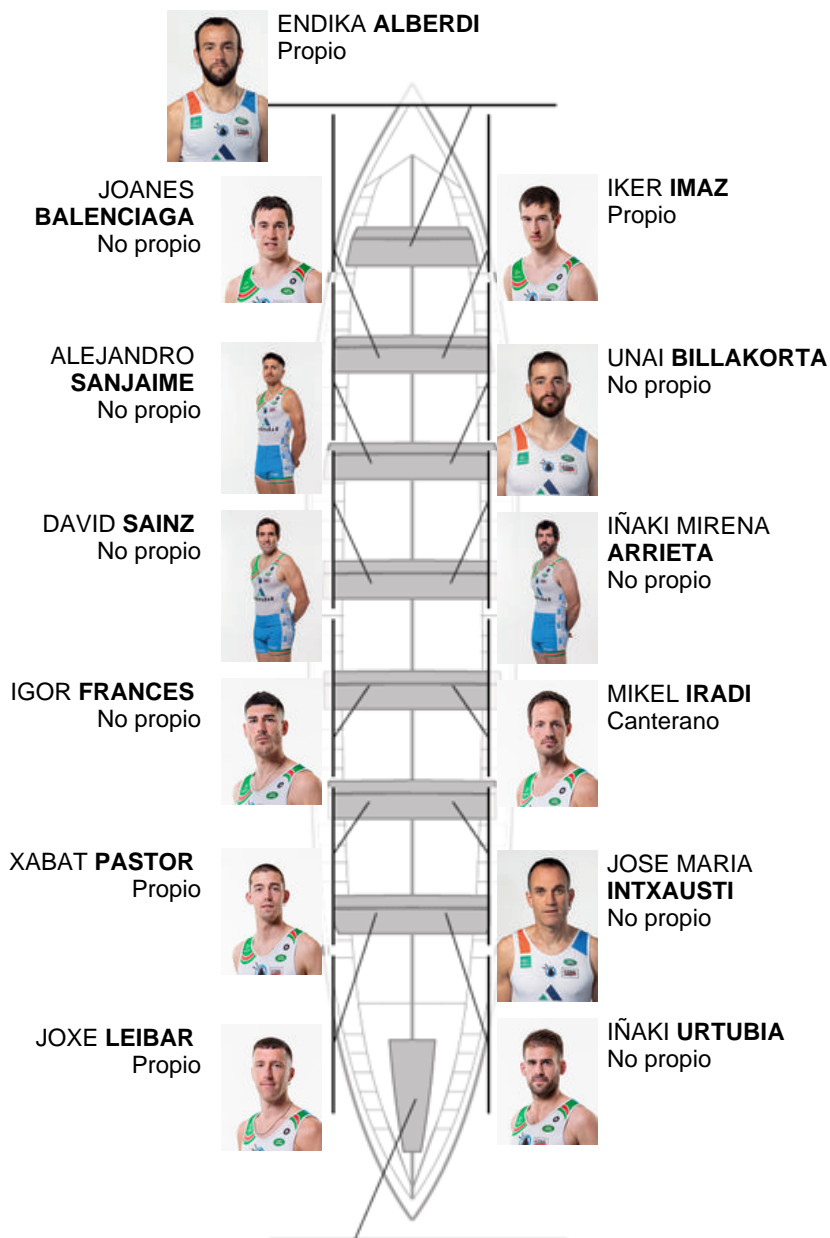 ENDIKA ALBERDI
Propio
JOANES
BALENCIAGA
No propio
IKER IMAZ
Propio
ALEJANDRO
SANJAIME
No propio
UNAI BILLAKORTA
No propio
DAVID SAINZ
No propio
IÑAKI MIRENA
ARRIETA
No propio
IGOR FRANCES
No propio
MIKEL IRADI
Canterano
XABAT PASTOR
Propio
JOSE MARIA
INTXAUSTI
No propio
JOXE LEIBAR
Propio
IÑAKI URTUBIA
No propio